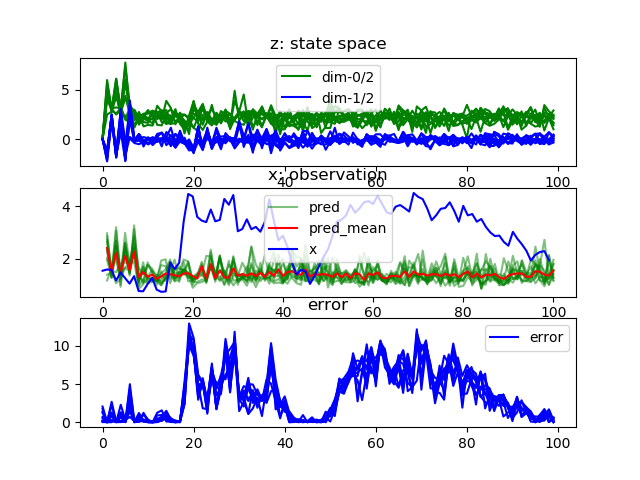 z: state space
5
0
dim-0/2
dim-1/2
0 20 40 60 80 100
x: observation
4
2
pred
pred_mean
x
0 20 40 60 80 100
error
10
5
0
error
0 20 40 60 80 100